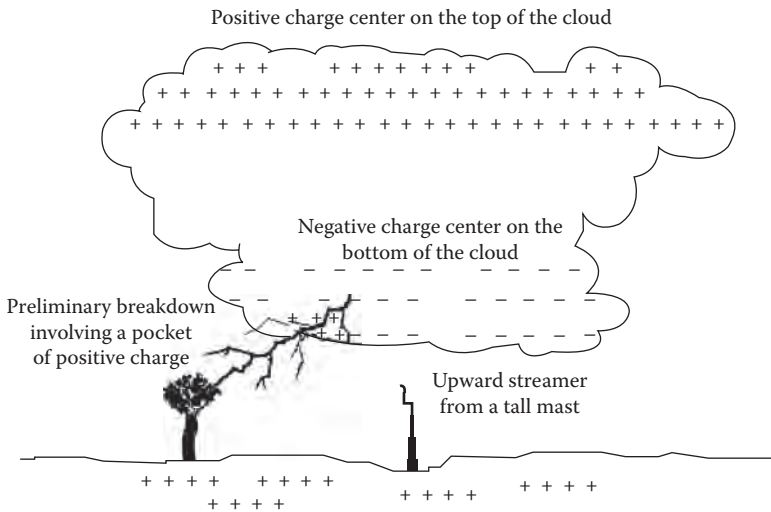 Positive charge center on the top of the cloud
+ + + + + + + + + + + +
+ + + + + + + + + + + + + + + + + + + + +
+ + + + + + + + + + + + + + + + + + + + + + + + + + +
Negative charge center on the
bottom of the cloud
Preliminary breakdown
involving a pocket
of positive charge
Upward streamer
from a tall mast